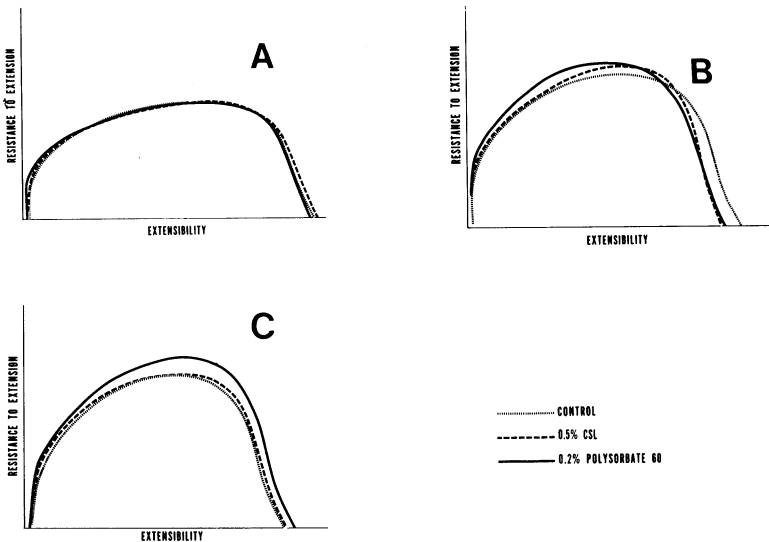 A
RESISTANCE TO EXTENSION
EXTENSIBILITY
B
RESISTANCE TO EXTENSION
EXTENSIBILITY
C
RESISTANCE TO EXTENSION
EXTENSIBILITY
CONTROL
0.5% CSL
0.2% POLYSORBATE 60